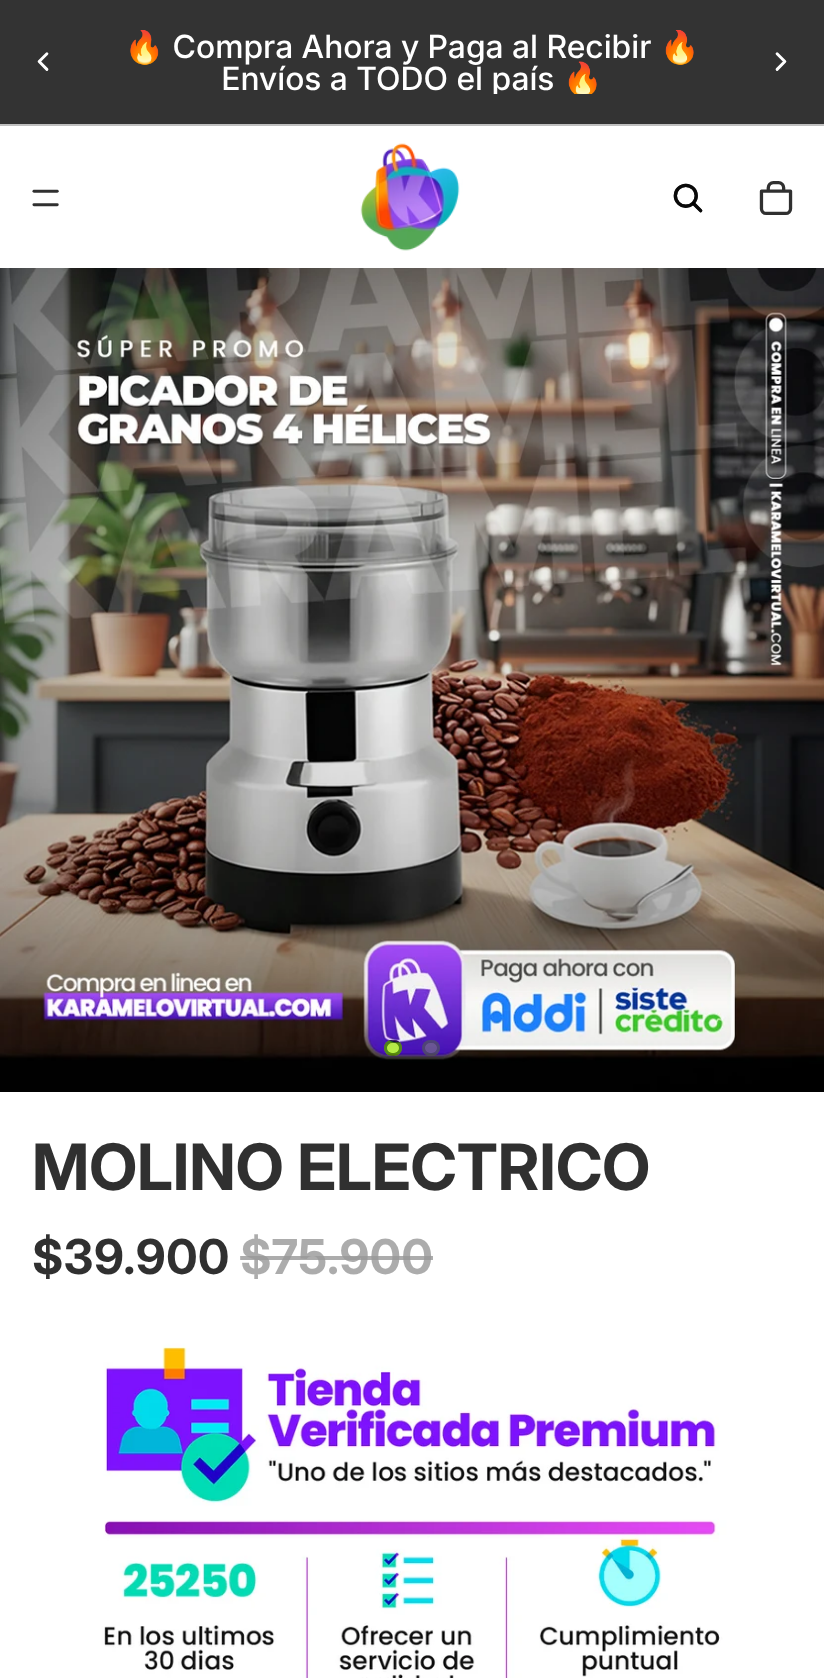 🔥 Compra Ahora y Paga al Recibir 🔥
Envíos a TODO el país 🔥
K
KARAMELO
KARAMELO
KARAMELO
SÚPER PROMO
PICADOR DE
GRANOS 4 HÉLICES
COMPRA EN LINEA | KARAMELOVIRTUAL.COM
Compra en linea en
KARAMELOVIRTUAL.COM
K
Paga ahora con
Addi | siste
crédito
MOLINO ELECTRICO
$39.900 $75.900
Tienda
Verificada Premium
"Uno de los sitios más destacados."
25250
En los ultimos
30 dias
Ofrecer un
servicio de
Cumplimiento
puntual